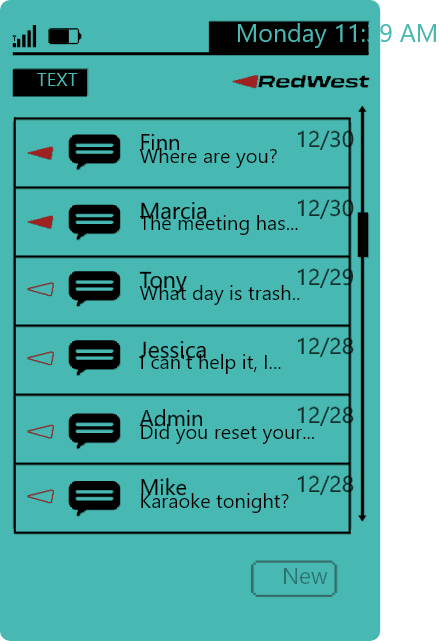 Monday 11:39 AM
TEXT
RedWest
Finn 12/30
Where are you?
Marcia 12/30
The meeting has...
Tony 12/29
What day is trash..
Jessica 12/28
I can't help it, I...
Admin 12/28
Did you reset your...
Mike 12/28
Karaoke tonight?
New